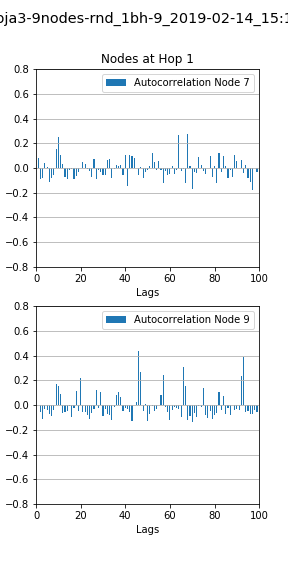 oja3-9nodes-rnd_1bh-9_2019-02-14_15:1
Nodes at Hop 1
0.8
0.6
0.4
0.2
0.0
−0.2
−0.4
−0.6
−0.8
Autocorrelation Node 7
0 20 40 60 80 100
Lags
0.8
0.6
0.4
0.2
0.0
−0.2
−0.4
−0.6
−0.8
Autocorrelation Node 9
0 20 40 60 80 100
Lags